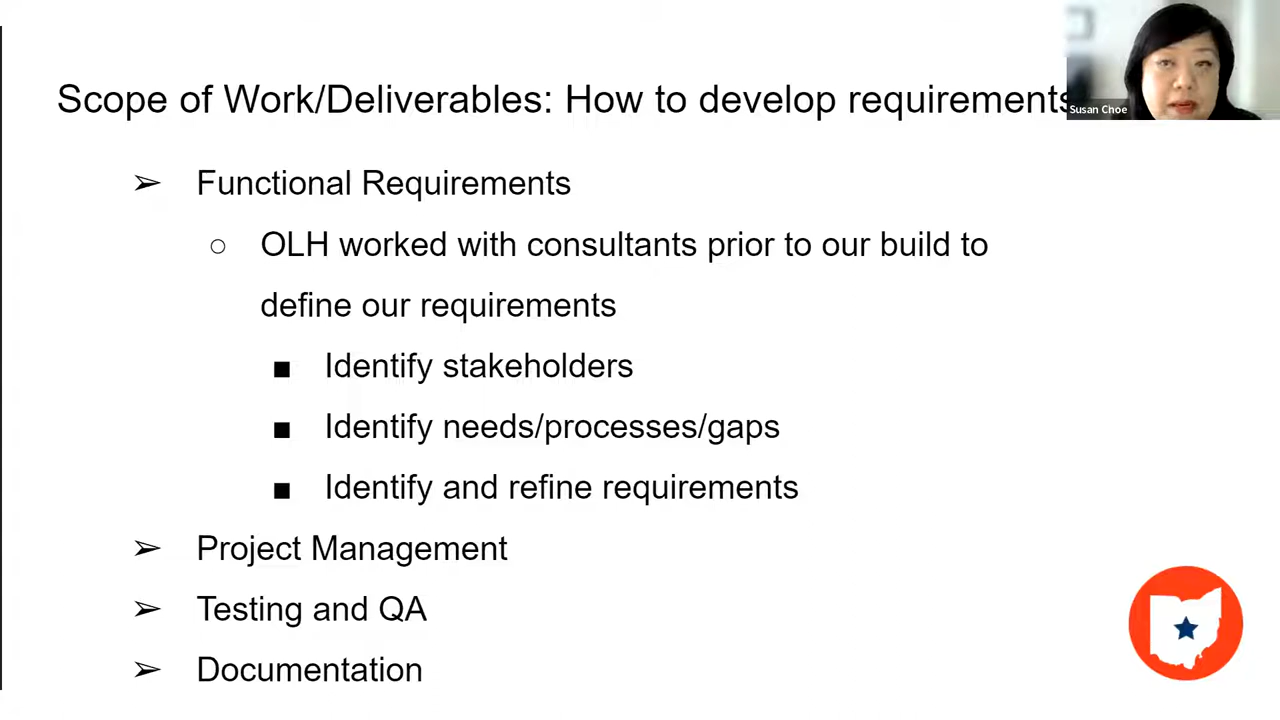 Scope of Work/Deliverables: How to develop requirements
Susan Choe
➢ Functional Requirements
○ OLH worked with consultants prior to our build to
define our requirements
■ Identify stakeholders
■ Identify needs/processes/gaps
■ Identify and refine requirements
➢ Project Management
➢ Testing and QA
➢ Documentation